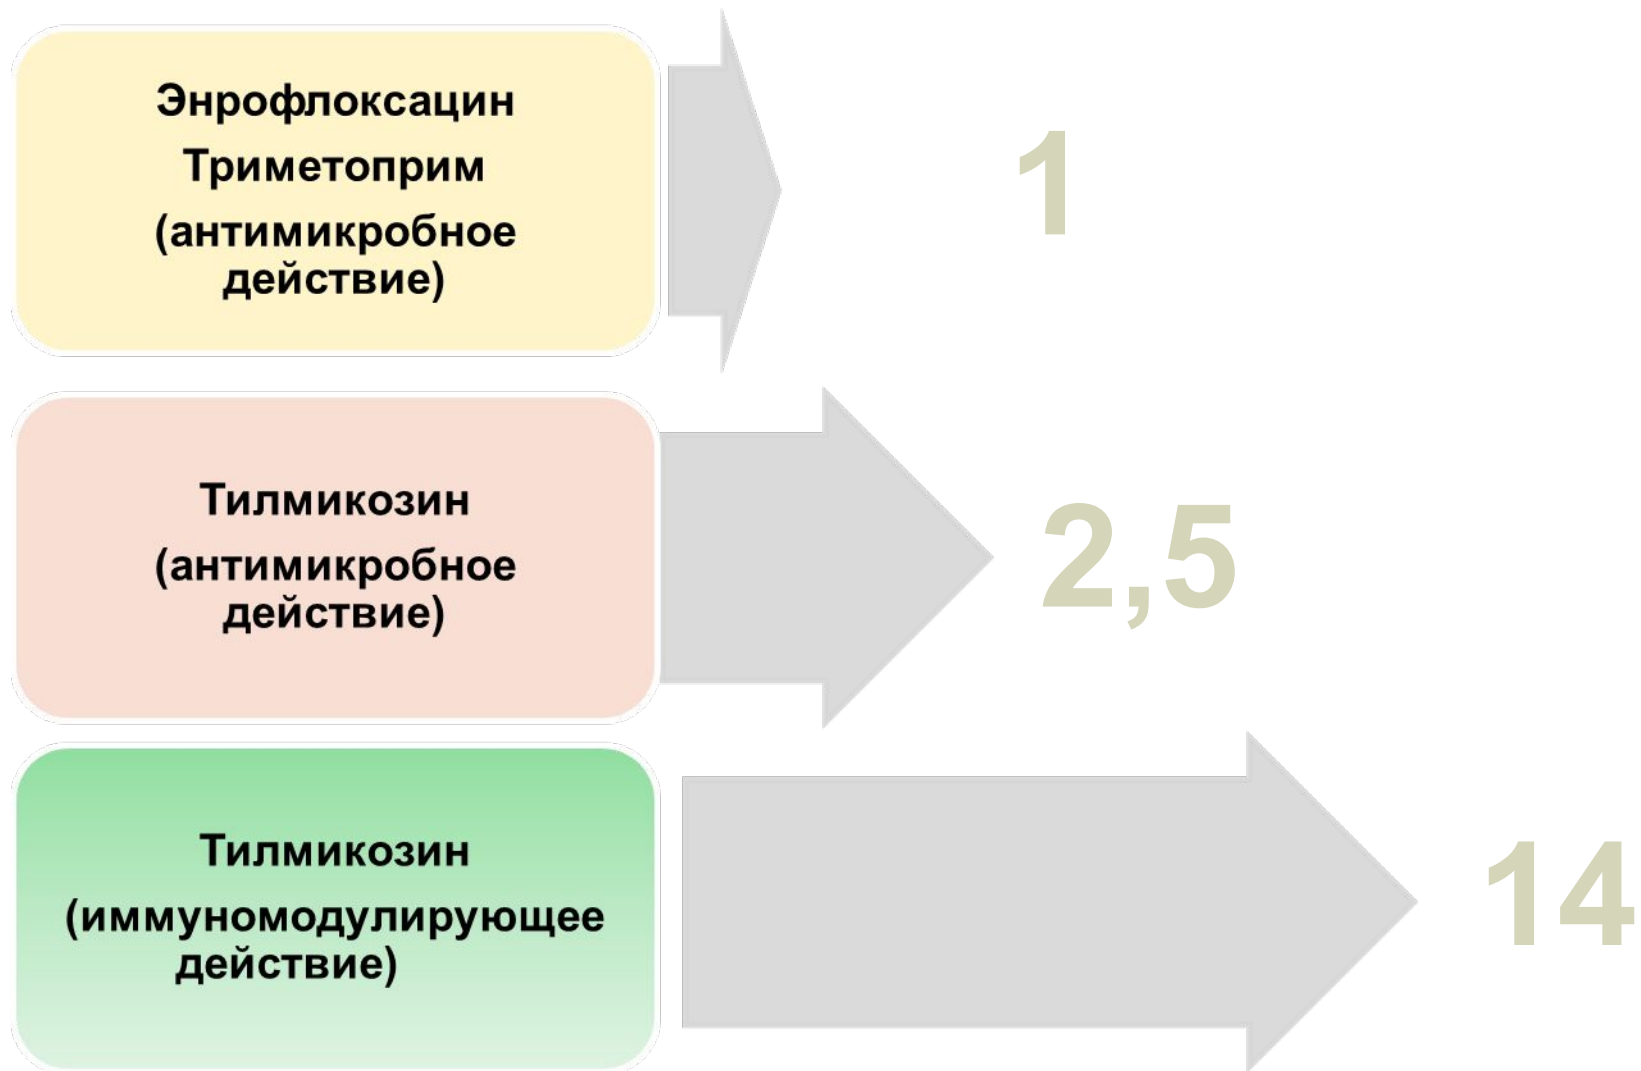 Энрофлоксацин
Триметоприм
(антимикробное
действие)
1
Тилмикозин
(антимикробное
действие)
2,5
Тилмикозин
(иммуномодулирующее
действие)
14